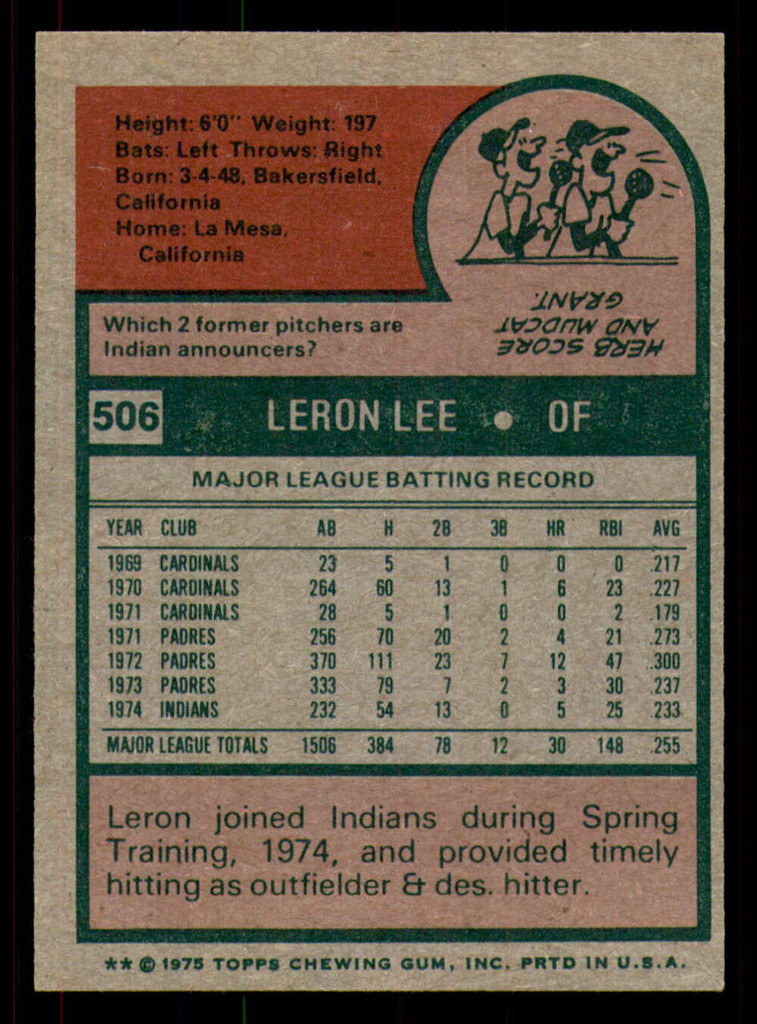 Height: 6'0" Weight: 197
Bats: Left Throws: Right
Born: 3-4-48, Bakersfield,
California
Home: La Mesa,
California
Which 2 former pitchers are
Indian announcers?
HERB SCORE
AND MUDCAT
GRANT.
506 LERON LEE • OF
MAJOR LEAGUE BATTING RECORD
YEAR CLUB AB H 2B 3B HR RBI AVG
1969 CARDINALS 23 5 1 0 0 0 .217
1970 CARDINALS 264 60 13 1 6 23 .227
1971 CARDINALS 28 5 1 0 0 2 .179
1971 PADRES 256 70 20 2 4 21 .273
1972 PADRES 370 111 23 7 12 47 .300
1973 PADRES 333 79 7 2 3 30 .237
1974 INDIANS 232 54 13 0 5 25 .233
MAJOR LEAGUE TOTALS 1506 384 78 12 30 148 .255
Leron joined Indians during Spring
Training, 1974, and provided timely
hitting as outfielder & des. hitter.
** © 1975 TOPPS CHEWING GUM, INC. PRTD IN U.S.A.